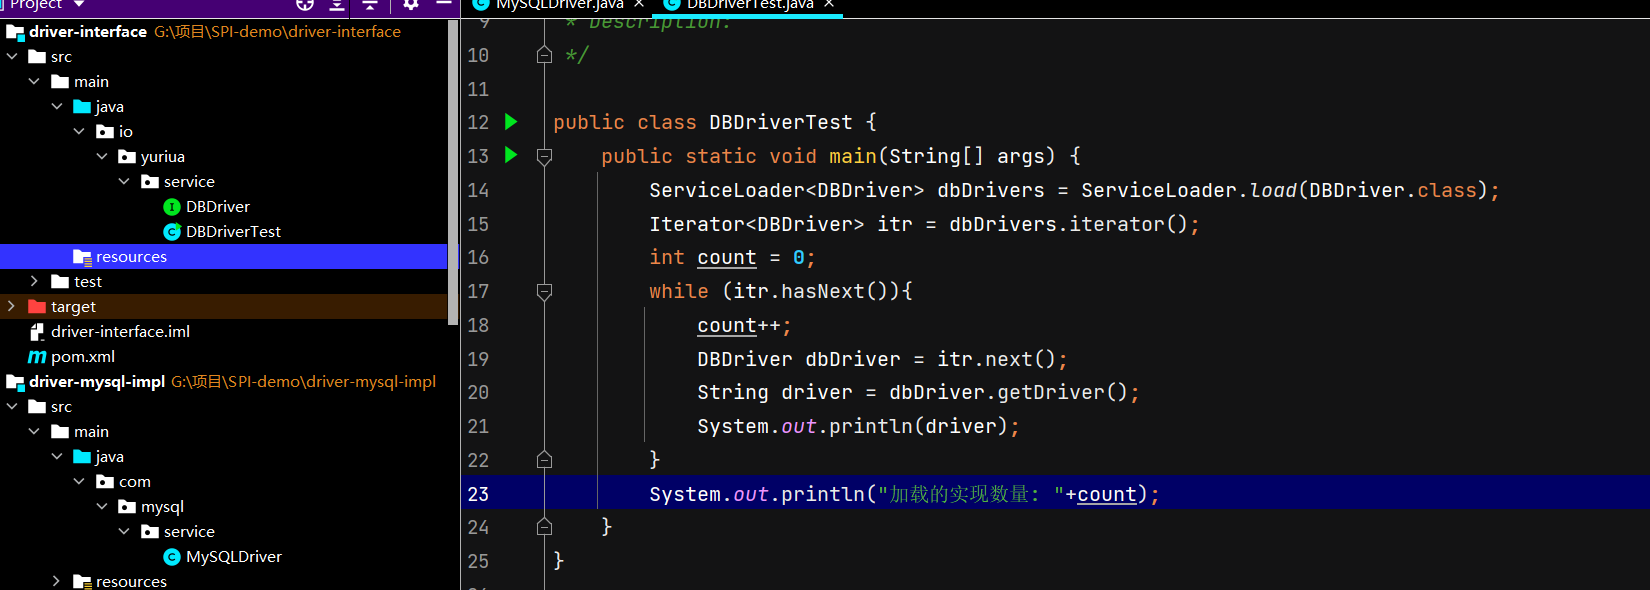 Project
driver-interface G:\项目\SPI-demo\driver-interface
src
main
java
io
yuriua
service
DBDriver
DBDriverTest
resources
test
target
driver-interface.iml
pom.xml
driver-mysql-impl G:\项目\SPI-demo\driver-mysql-impl
src
main
java
com
mysql
service
MySQLDriver
resources
MySQLDriver.java × DBDriverTest.java ×
9 * Description:
10 */
11
12 public class DBDriverTest {
13 public static void main(String[] args) {
14 ServiceLoader<DBDriver> dbDrivers = ServiceLoader.load(DBDriver.class);
15 Iterator<DBDriver> itr = dbDrivers.iterator();
16 int count = 0;
17 while (itr.hasNext()){
18 count++;
19 DBDriver dbDriver = itr.next();
20 String driver = dbDriver.getDriver();
21 System.out.println(driver);
22 }
23 System.out.println("加载的实现数量: "+count);
24 }
25 }